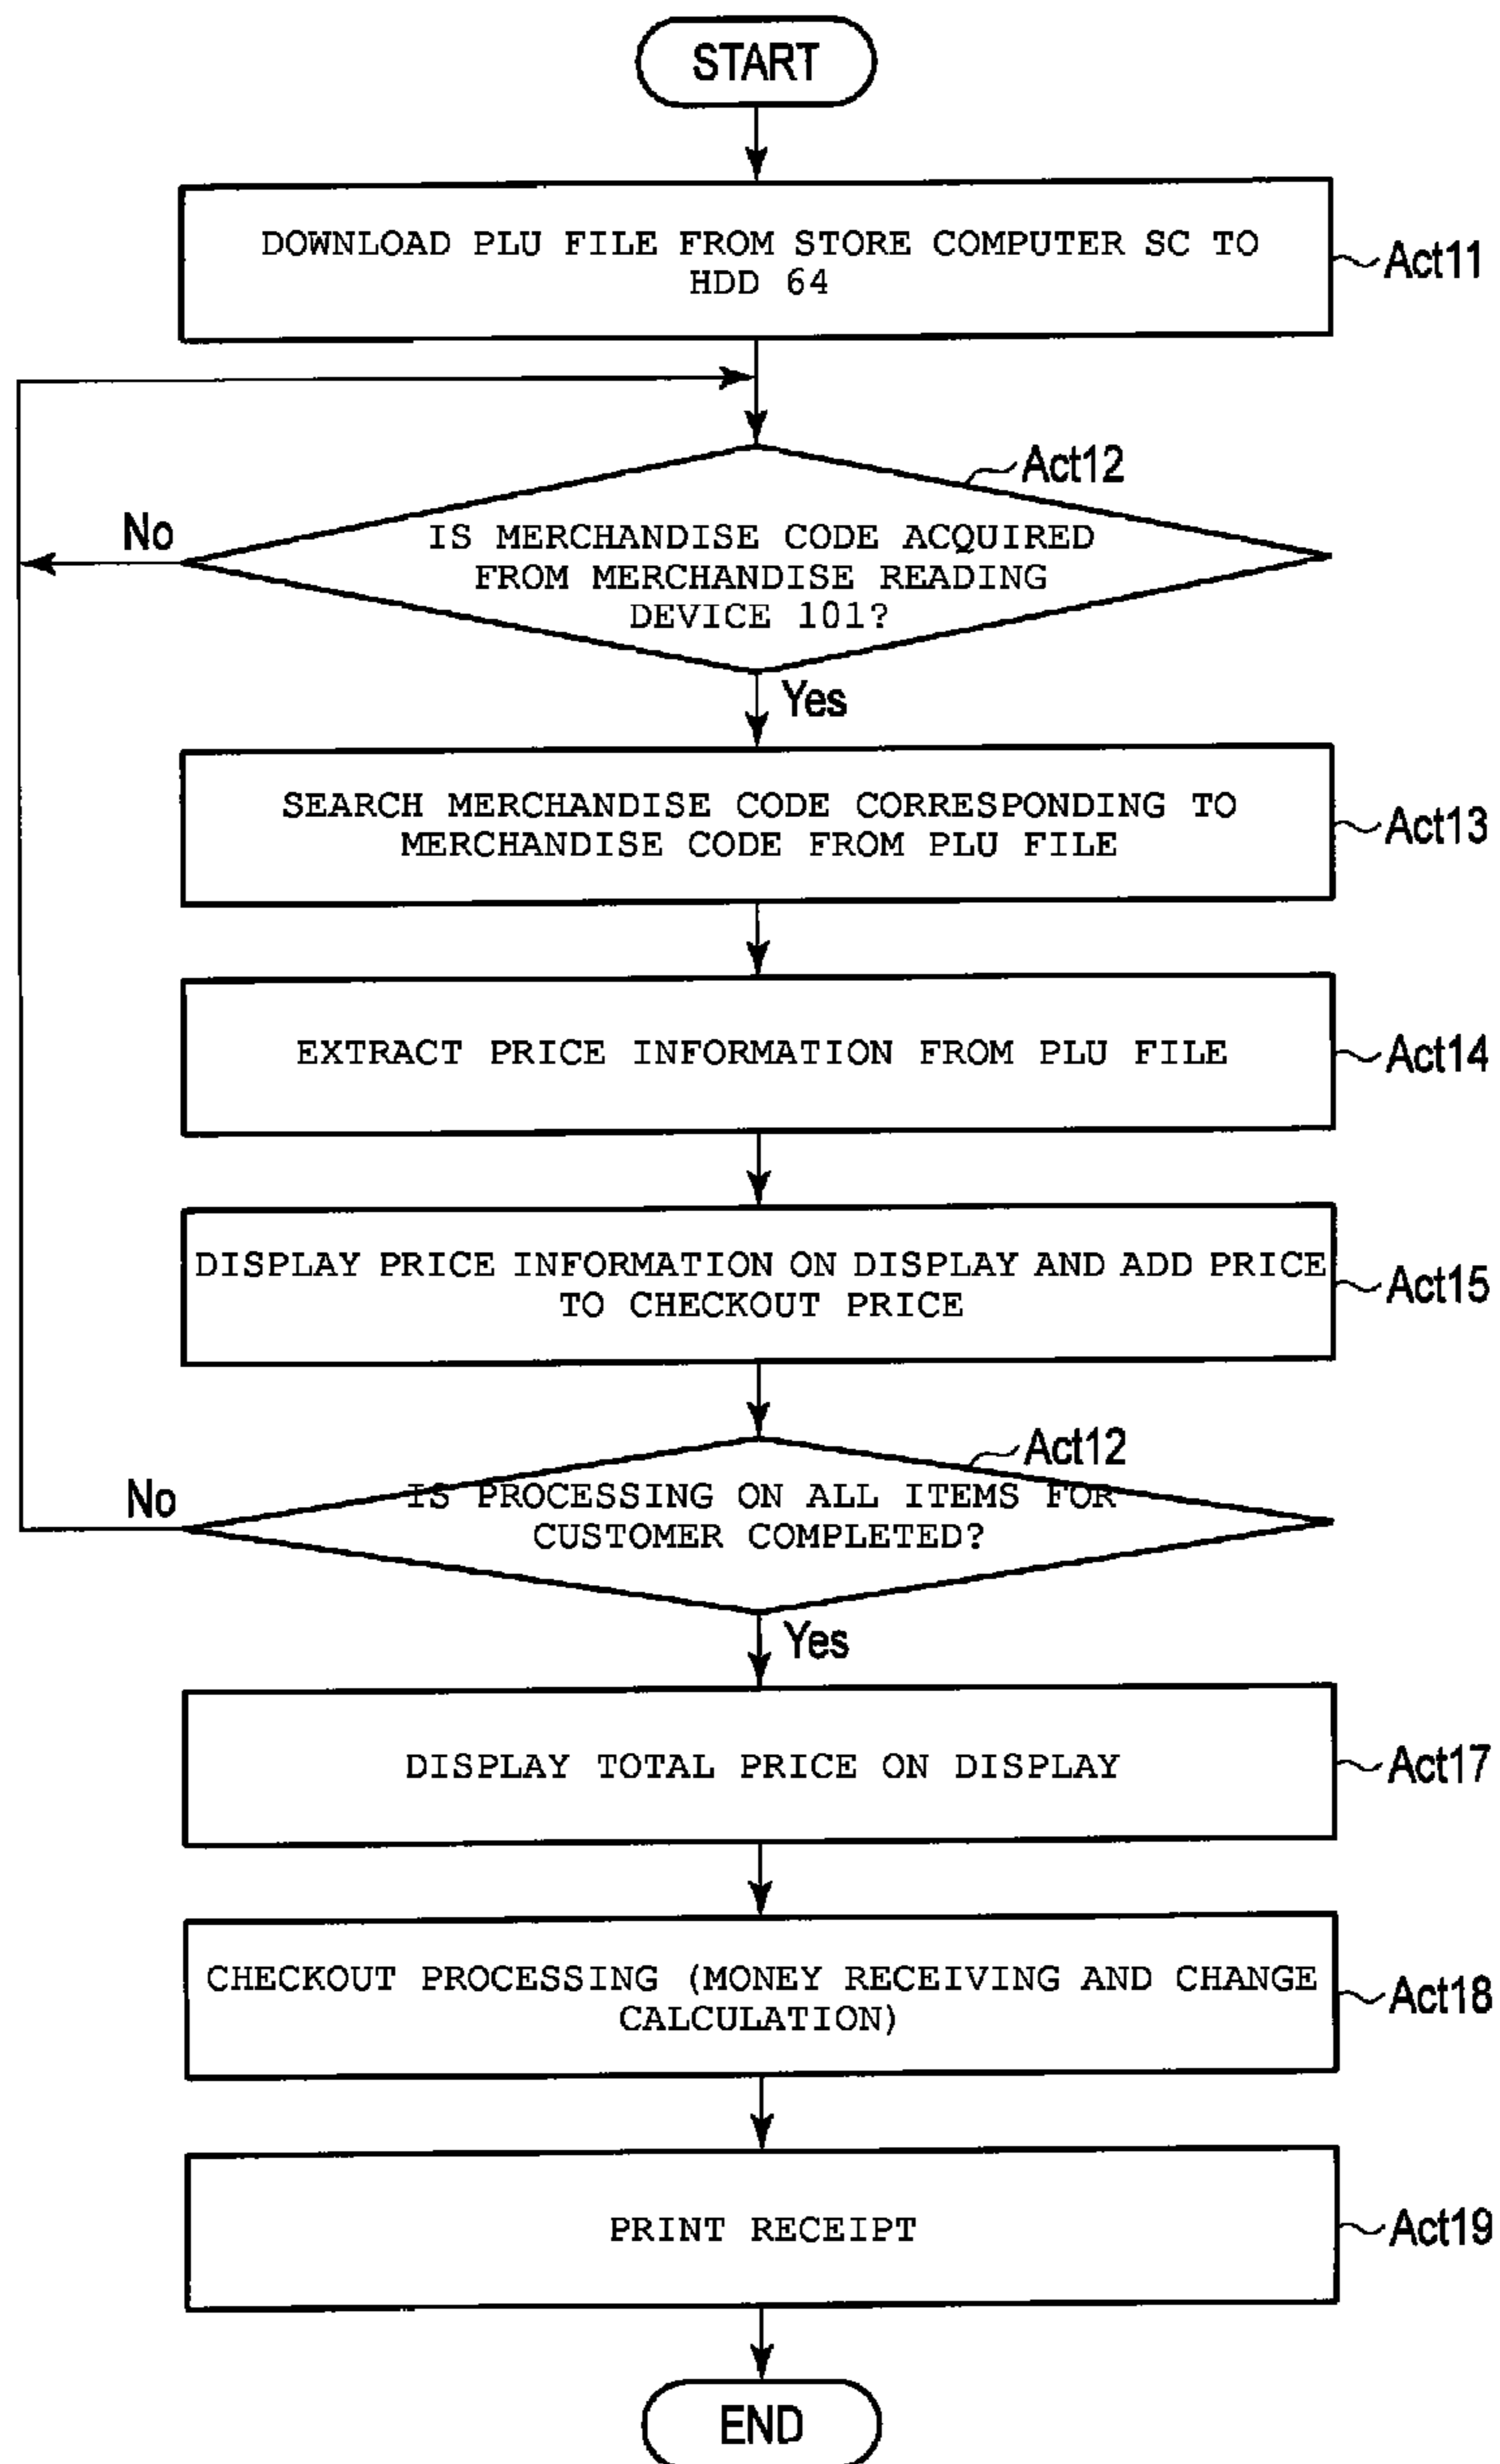 START
DOWNLOAD PLU FILE FROM STORE COMPUTER SC TO
HDD 64
Act11
Act12
No
IS MERCHANDISE CODE ACQUIRED
FROM MERCHANDISE READING
DEVICE 101?
Yes
SEARCH MERCHANDISE CODE CORRESPONDING TO
MERCHANDISE CODE FROM PLU FILE
Act13
EXTRACT PRICE INFORMATION FROM PLU FILE
Act14
DISPLAY PRICE INFORMATION ON DISPLAY AND ADD PRICE
TO CHECKOUT PRICE
Act15
Act12
No
IS PROCESSING ON ALL ITEMS FOR
CUSTOMER COMPLETED?
Yes
DISPLAY TOTAL PRICE ON DISPLAY
Act17
CHECKOUT PROCESSING (MONEY RECEIVING AND CHANGE
CALCULATION)
Act18
PRINT RECEIPT
Act19
END